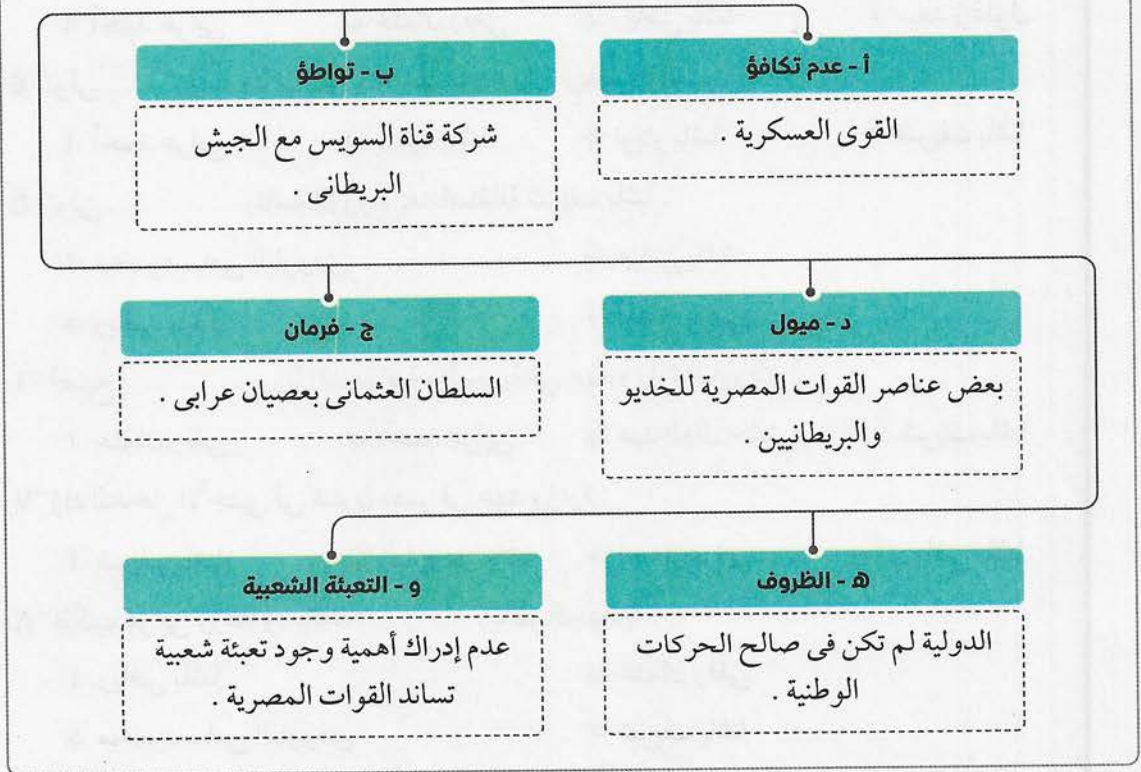 أ - عدم تكافؤ
القوى العسكرية .
ب - تواطؤ
شركة قناة السويس مع الجيش
البريطانى .
ج - فرمان
السلطان العثمانى بعصيان عرابى .
د - ميول
بعض عناصر القوات المصرية للخديو
والبريطانيين .
هـ - الظروف
الدولية لم تكن فى صالح الحركات
الوطنية .
و - التعبئة الشعبية
عدم إدراك أهمية وجود تعبئة شعبية
تساند القوات المصرية .